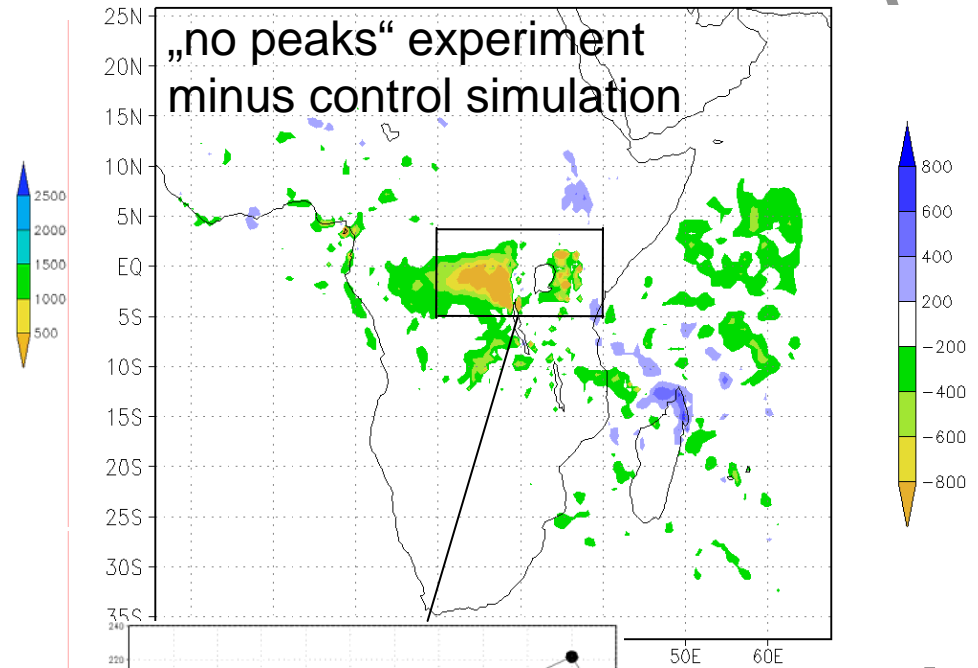 25N
„no peaks“ experiment
20N
minus control simulation
15N
10N
5N
EQ
5S
10S
15S
20S
25S
30S
35S
2500
2000
1500
1000
500
800
600
400
200
−200
−400
−600
−800
50E 60E
240
220